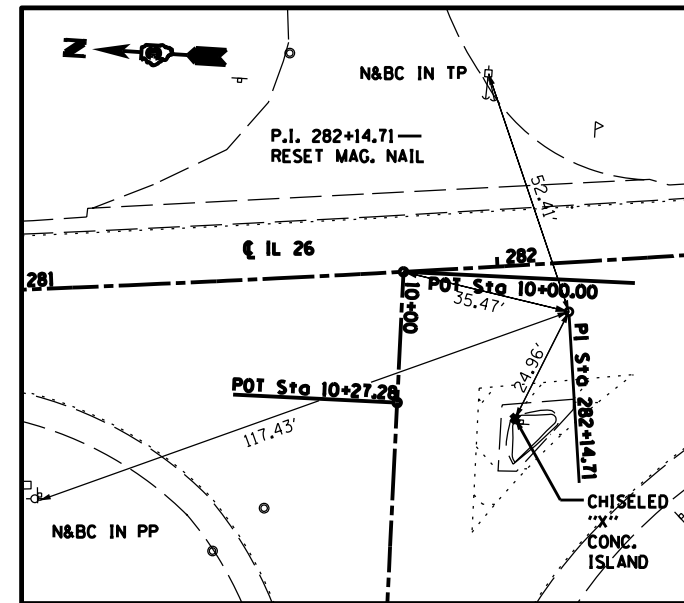 N
N&BC IN TP
P.I. 282+14.71
RESET MAG. NAIL
52.41'
℄ IL 26
282
281
POT Sta 10+00.00
10+00
35.47'
PI Sta 282+14.71
24.96'
POT Sta 10+27.28
117.43'
N&BC IN PP
CHISELED
"X"
CONC.
ISLAND